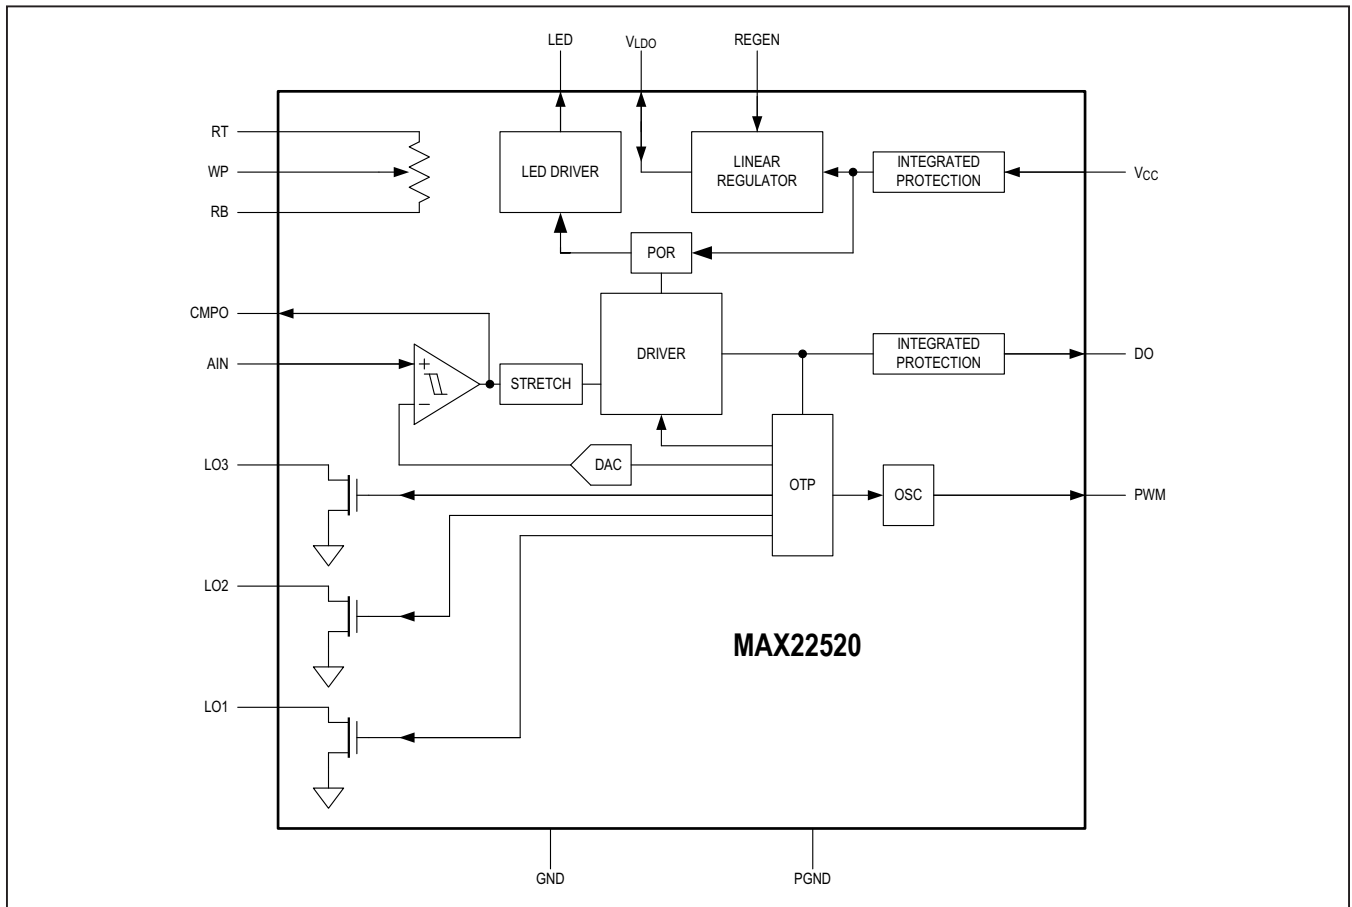 LED
VLDO
REGEN
RT
WP
RB
LED DRIVER
LINEAR
REGULATOR
INTEGRATED
PROTECTION
VCC
POR
CMPO
AIN
+
−
STRETCH
DRIVER
INTEGRATED
PROTECTION
DO
DAC
LO3
OTP
OSC
PWM
LO2
MAX22520
LO1
GND
PGND